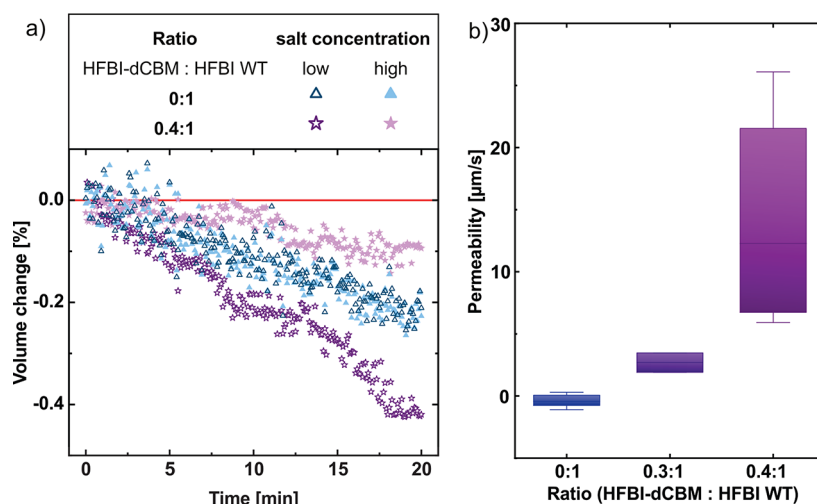 a)
Ratio salt concentration
HFBI-dCBM : HFBI WT low high
0:1
0.4:1
0.0
-0.2
-0.4
Volume change [%]
0 5 10 15 20
Time [min]
b)
30
20
10
0
Permeability [µm/s]
0:1 0.3:1 0.4:1
Ratio (HFBI-dCBM : HFBI WT)